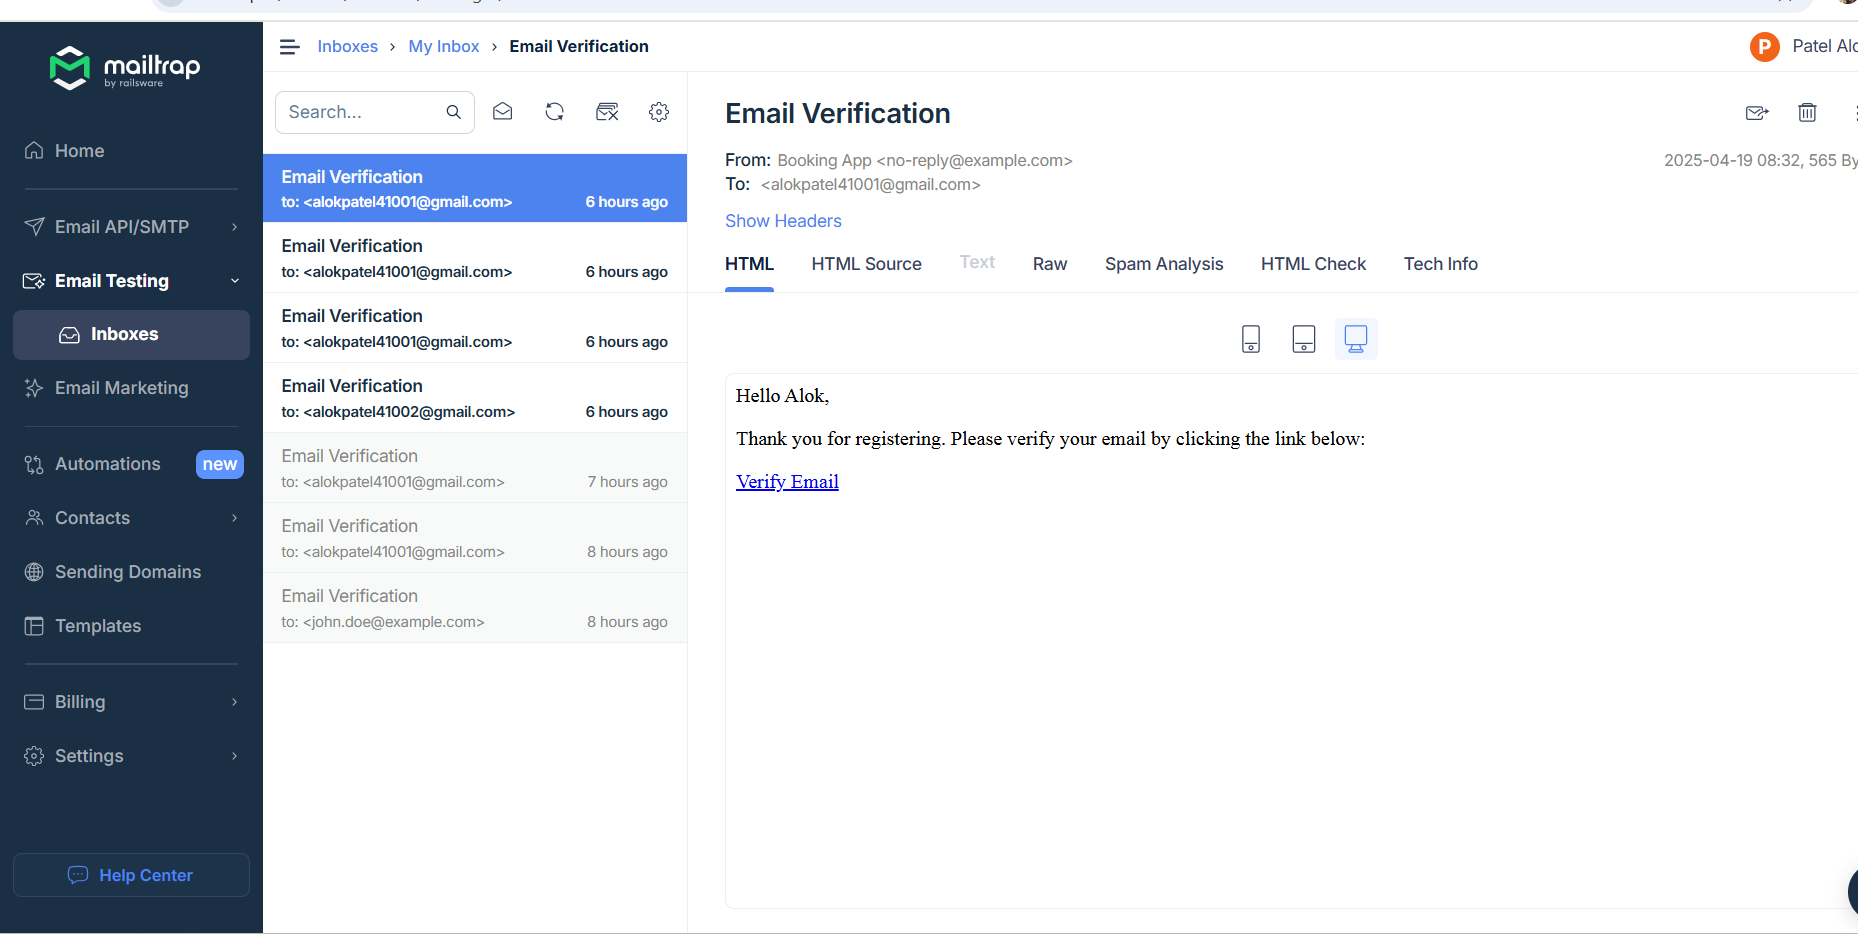 mailtrap
by railsware
Home
Email API/SMTP
Email Testing
Inboxes
Email Marketing
Automations new
Contacts
Sending Domains
Templates
Billing
Settings
Help Center
Inboxes > My Inbox > Email Verification
P Patel Alo
Search...
Email Verification
to: <alokpatel41001@gmail.com> 6 hours ago
Email Verification
to: <alokpatel41001@gmail.com> 6 hours ago
Email Verification
to: <alokpatel41001@gmail.com> 6 hours ago
Email Verification
to: <alokpatel41002@gmail.com> 6 hours ago
Email Verification
to: <alokpatel41001@gmail.com> 7 hours ago
Email Verification
to: <alokpatel41001@gmail.com> 8 hours ago
Email Verification
to: <john.doe@example.com> 8 hours ago
Email Verification
From: Booking App <no-reply@example.com> 2025-04-19 08:32, 565 By
To: <alokpatel41001@gmail.com>
Show Headers
HTML HTML Source Text Raw Spam Analysis HTML Check Tech Info
Hello Alok,
Thank you for registering. Please verify your email by clicking the link below:
Verify Email